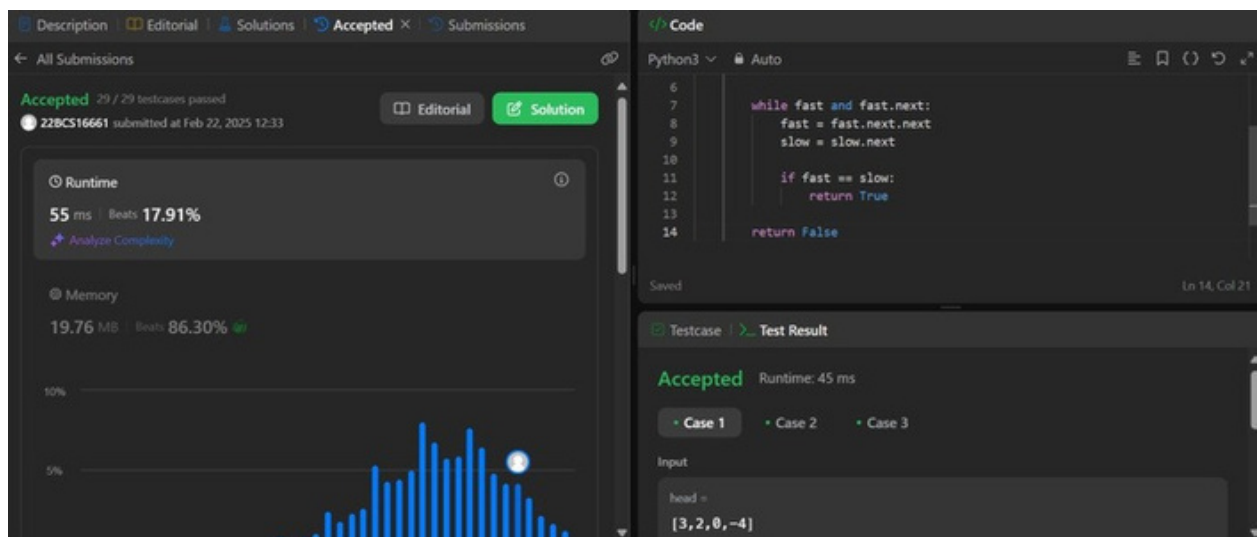 Description | Editorial | Solutions | Accepted × | Submissions
← All Submissions
Accepted 29 / 29 testcases passed
22BCS16661 submitted at Feb 22, 2025 12:33
Editorial
Solution
Runtime
55 ms | Beats 17.91%
Analyze Complexity
Memory
19.76 MB | Beats 86.30%
10%
5%
</> Code
Python3 Auto
6
7 while fast and fast.next:
8 fast = fast.next.next
9 slow = slow.next
10
11 if fast == slow:
12 return True
13
14 return False
Saved
Ln 14, Col 21
Testcase | >_ Test Result
Accepted Runtime: 45 ms
• Case 1 • Case 2 • Case 3
Input
head =
[3,2,0,-4]